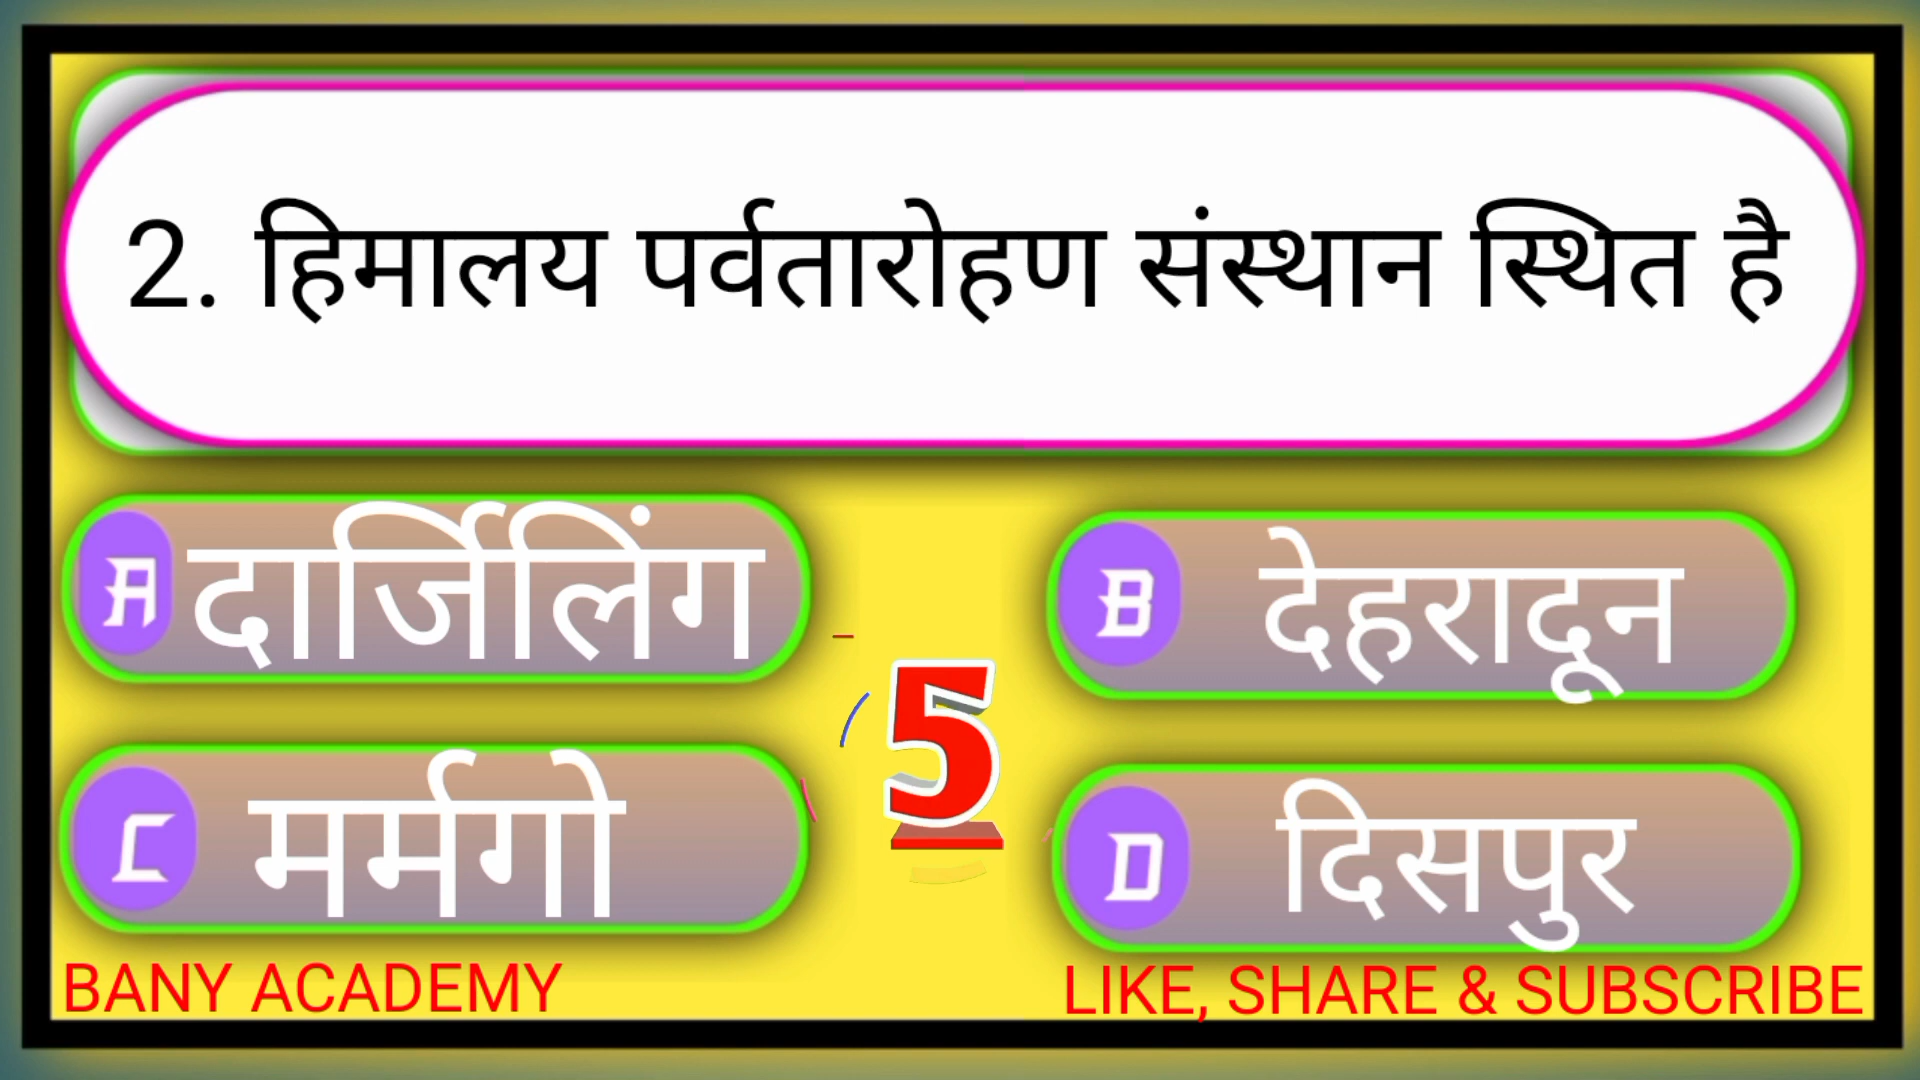 2. हिमालय पर्वतारोहण संस्थान स्थित है
A दार्जिलिंग
B देहरादून
5
C मर्मगो
D दिसपुर
BANY ACADEMY
LIKE, SHARE & SUBSCRIBE